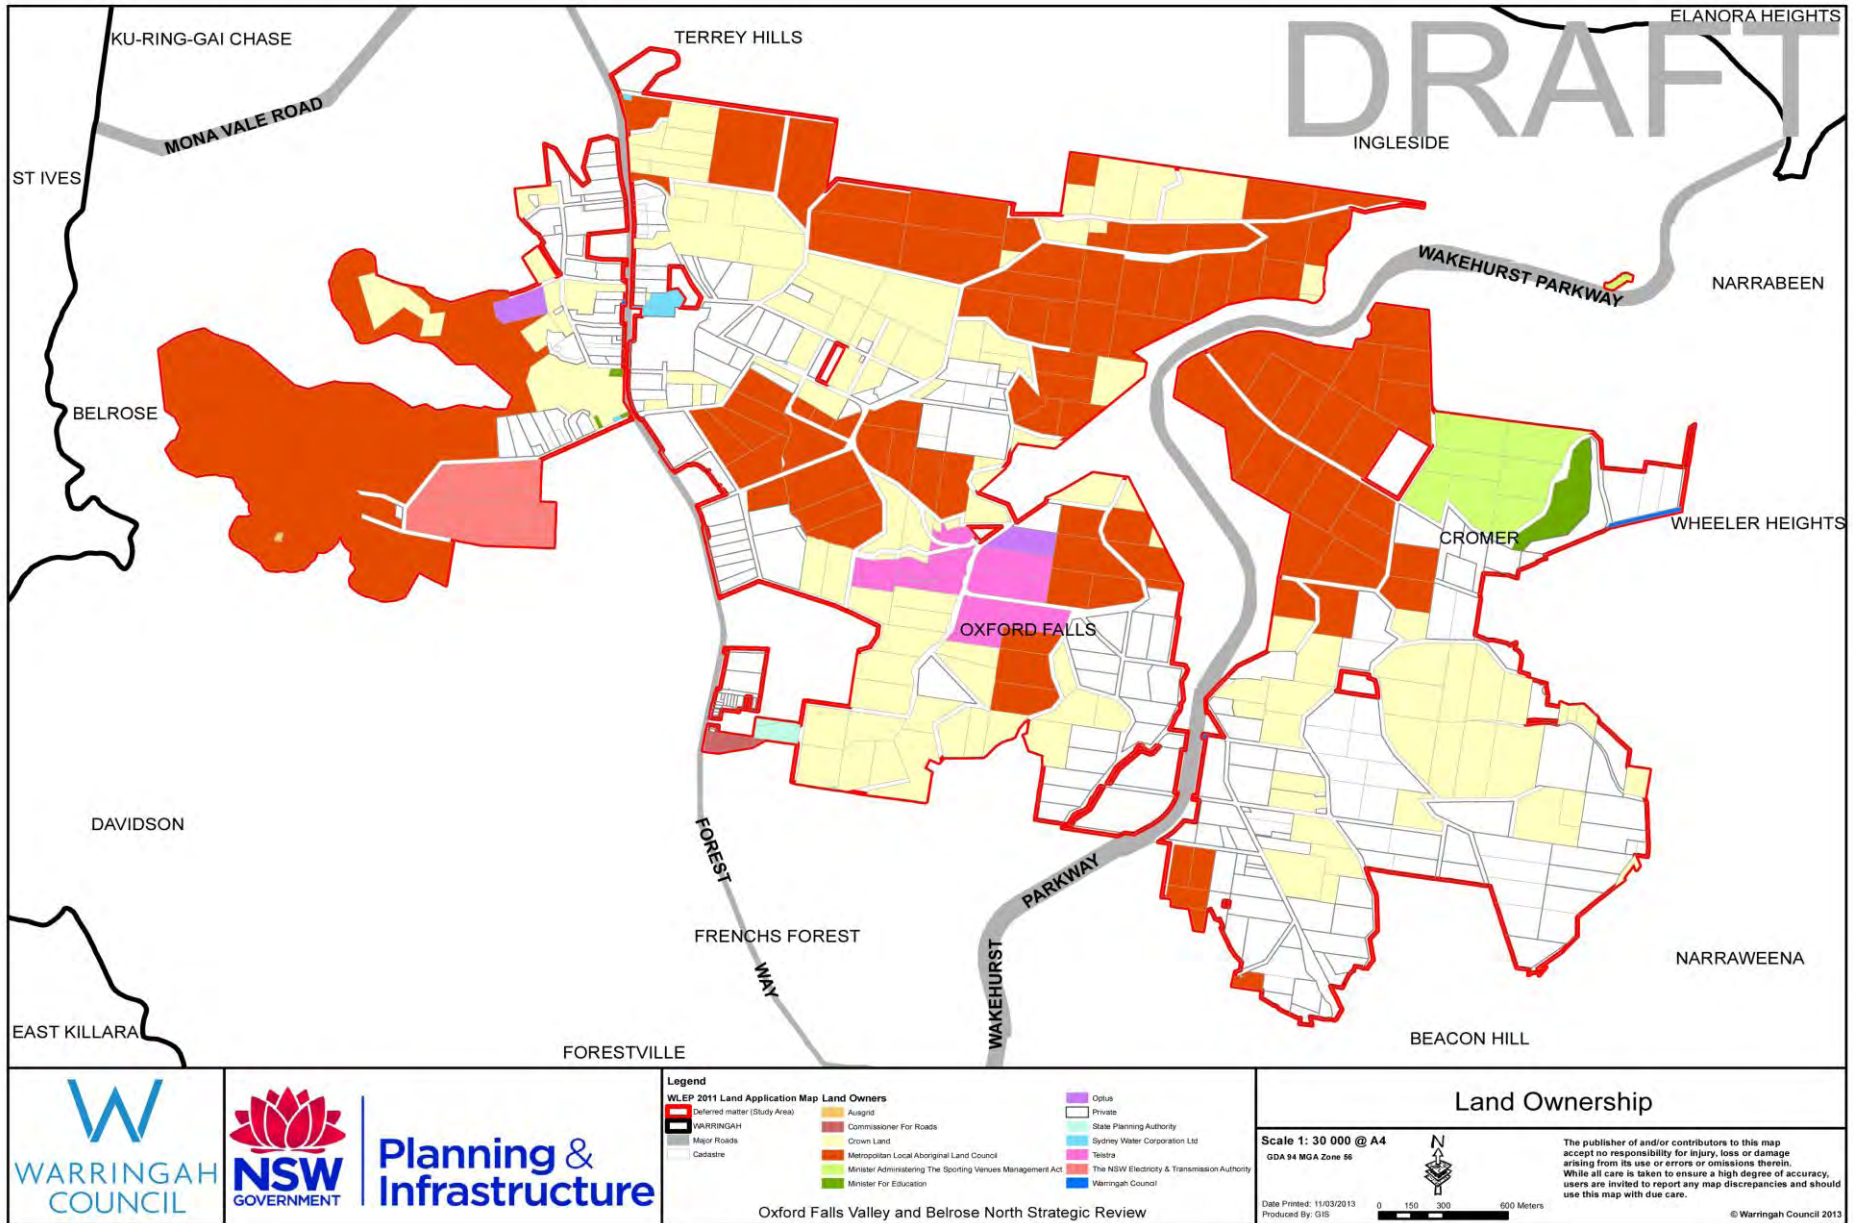 DRAFT
KU-RING-GAI CHASE
TERREY HILLS
ELANORA HEIGHTS
MONA VALE ROAD
INGLESIDE
ST IVES
WAKEHURST PARKWAY
NARRABEEN
BELROSE
WHEELER HEIGHTS
CROMER
OXFORD FALLS
DAVIDSON
FOREST
WAY
PARKWAY
WAKEHURST
FRENCHS FOREST
NARRAWEENA
EAST KILLARA
FORESTVILLE
BEACON HILL
WARRINGAH
COUNCIL
NSW
GOVERNMENT
Planning &
Infrastructure
Legend
WLEP 2011 Land Application Map
Deferred matter (Study Area)
WARRINGAH
Major Roads
Cadastre
Land Owners
Ausgrid
Commissioner For Roads
Crown Land
Metropolitan Local Aboriginal Land Council
Minister Administering The Sporting Venues Management Act
Minister For Education
Optus
Private
State Planning Authority
Sydney Water Corporation Ltd
Telstra
The NSW Electricity & Transmission Authority
Warringah Council
Oxford Falls Valley and Belrose North Strategic Review
Land Ownership
Scale 1: 30 000 @ A4
GDA 94 MGA Zone 56
N
Date Printed: 11/03/2013
Produced By: GIS
0 150 300 600 Meters
The publisher of and/or contributors to this map
accept no responsibility for injury, loss or damage
arising from its use or errors or omissions therein.
While all care is taken to ensure a high degree of accuracy,
users are invited to report any map discrepancies and should
use this map with due care.
© Warringah Council 2013